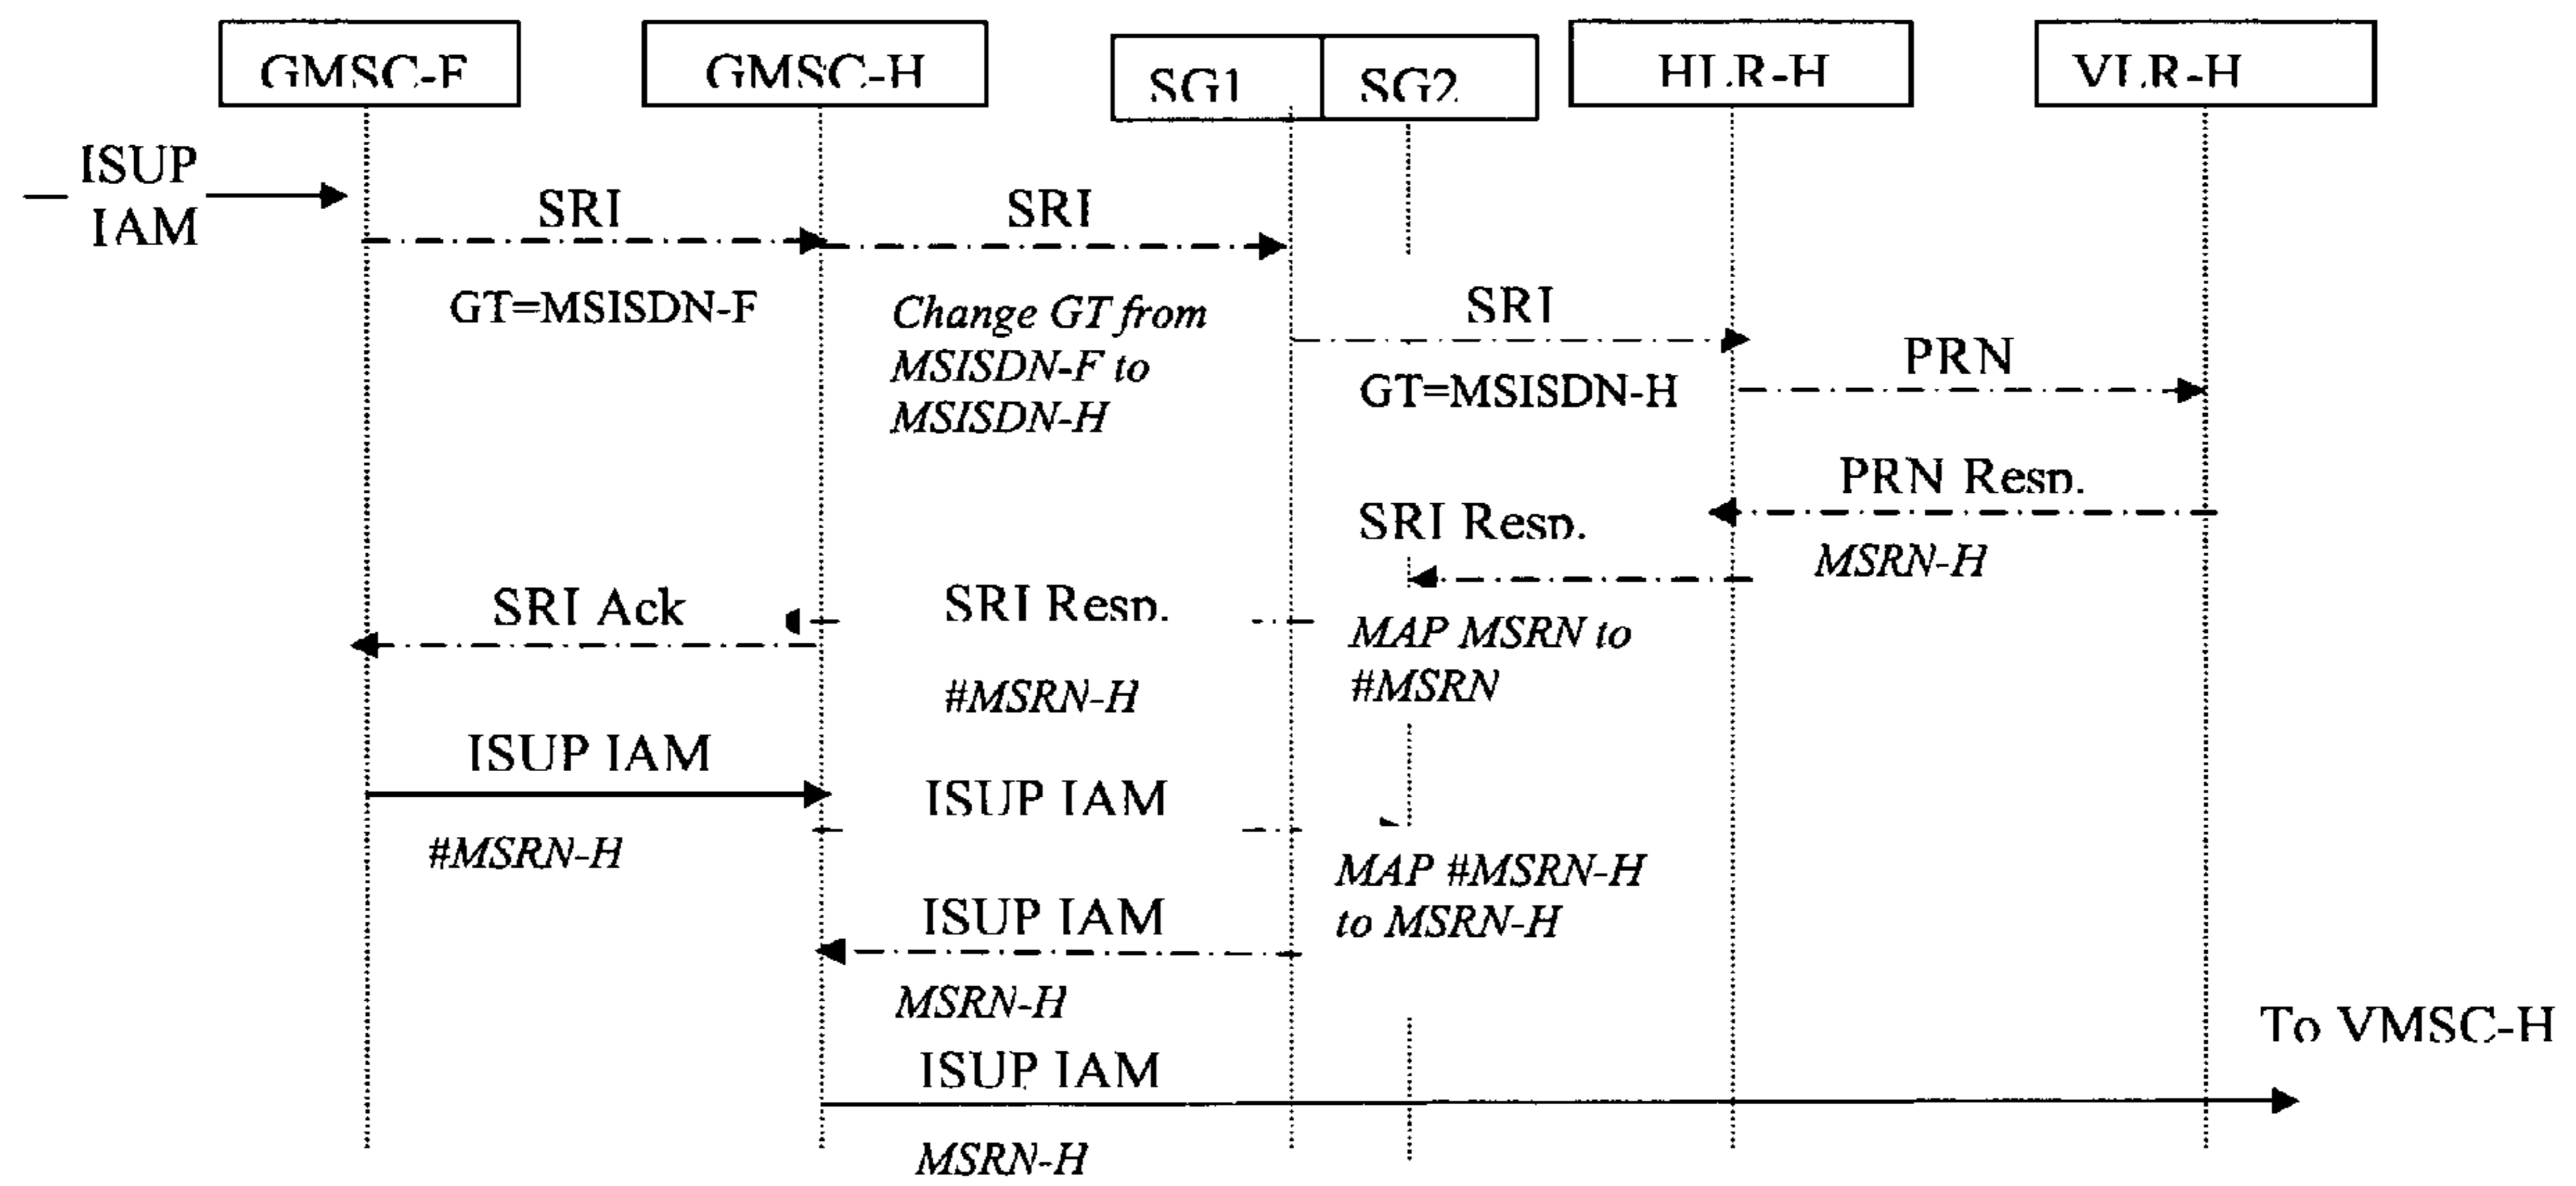 GMSC-F
GMSC-H
SG1
SG2
HLR-H
VLR-H
ISUP
IAM
SRI
SRI
GT=MSISDN-F
Change GT from
MSISDN-F to
MSISDN-H
SRI
GT=MSISDN-H
PRN
PRN Resp.
MSRN-H
SRI Resp.
MAP MSRN to
#MSRN
SRI Resp.
#MSRN-H
SRI Ack
ISUP IAM
#MSRN-H
ISUP IAM
MAP #MSRN-H
to MSRN-H
ISUP IAM
MSRN-H
To VMSC-H
ISUP IAM
MSRN-H